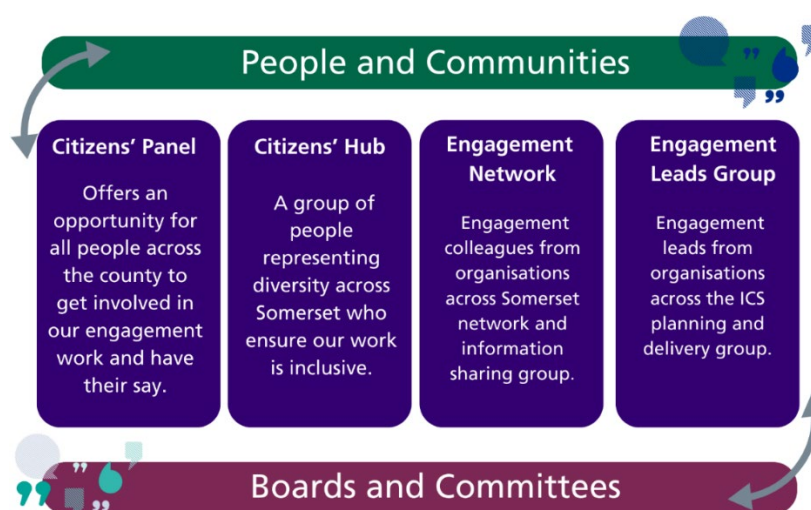 People and Communities
Citizens' Panel
Offers an
opportunity for
all people across
the county to
get involved in
our engagement
work and have
their say.
Citizens' Hub
A group of
people
representing
diversity across
Somerset who
ensure our work
is inclusive.
Engagement
Network
Engagement
colleagues from
organisations
across Somerset
network and
information
sharing group.
Engagement
Leads Group
Engagement
leads from
organisations
across the ICS
planning and
delivery group.
Boards and Committees